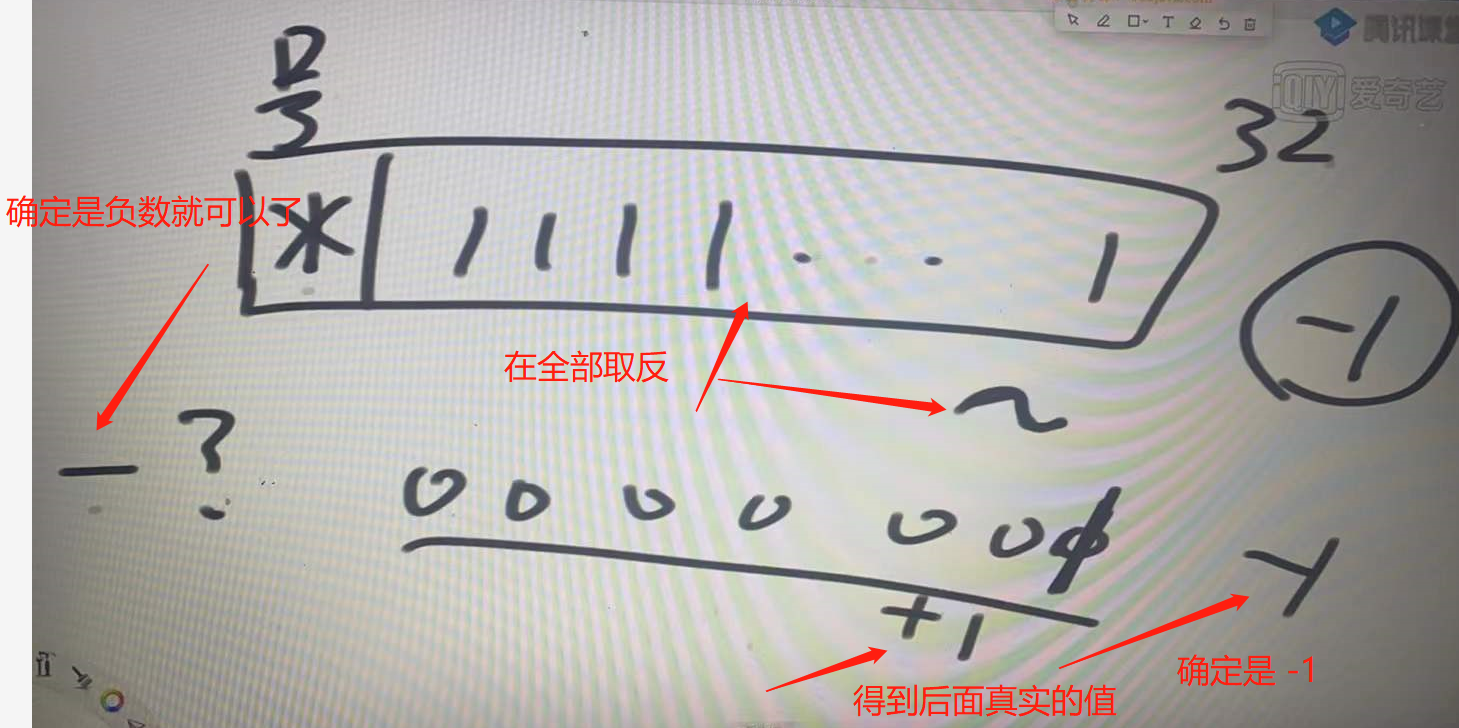 腾讯课堂
QIYI 爱奇艺
32
确定是负数就可以了
* 1 1 1 1 . . . 1
-1
在全部取反
~
- ?
0 0 0 0 0 0 0
+1
-1
得到后面真实的值
确定是 -1